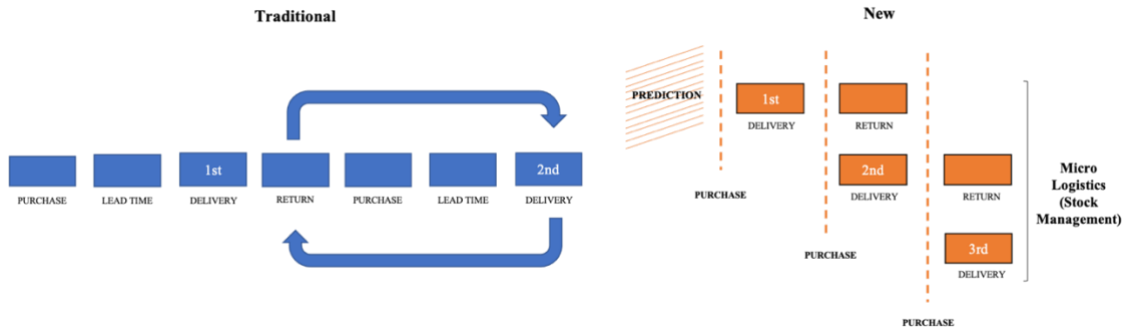 Traditional
1st
2nd
PURCHASE
LEAD TIME
DELIVERY
RETURN
PURCHASE
LEAD TIME
DELIVERY
New
PREDICTION
1st
DELIVERY
RETURN
PURCHASE
2nd
DELIVERY
RETURN
PURCHASE
3rd
DELIVERY
PURCHASE
Micro
Logistics
(Stock
Management)